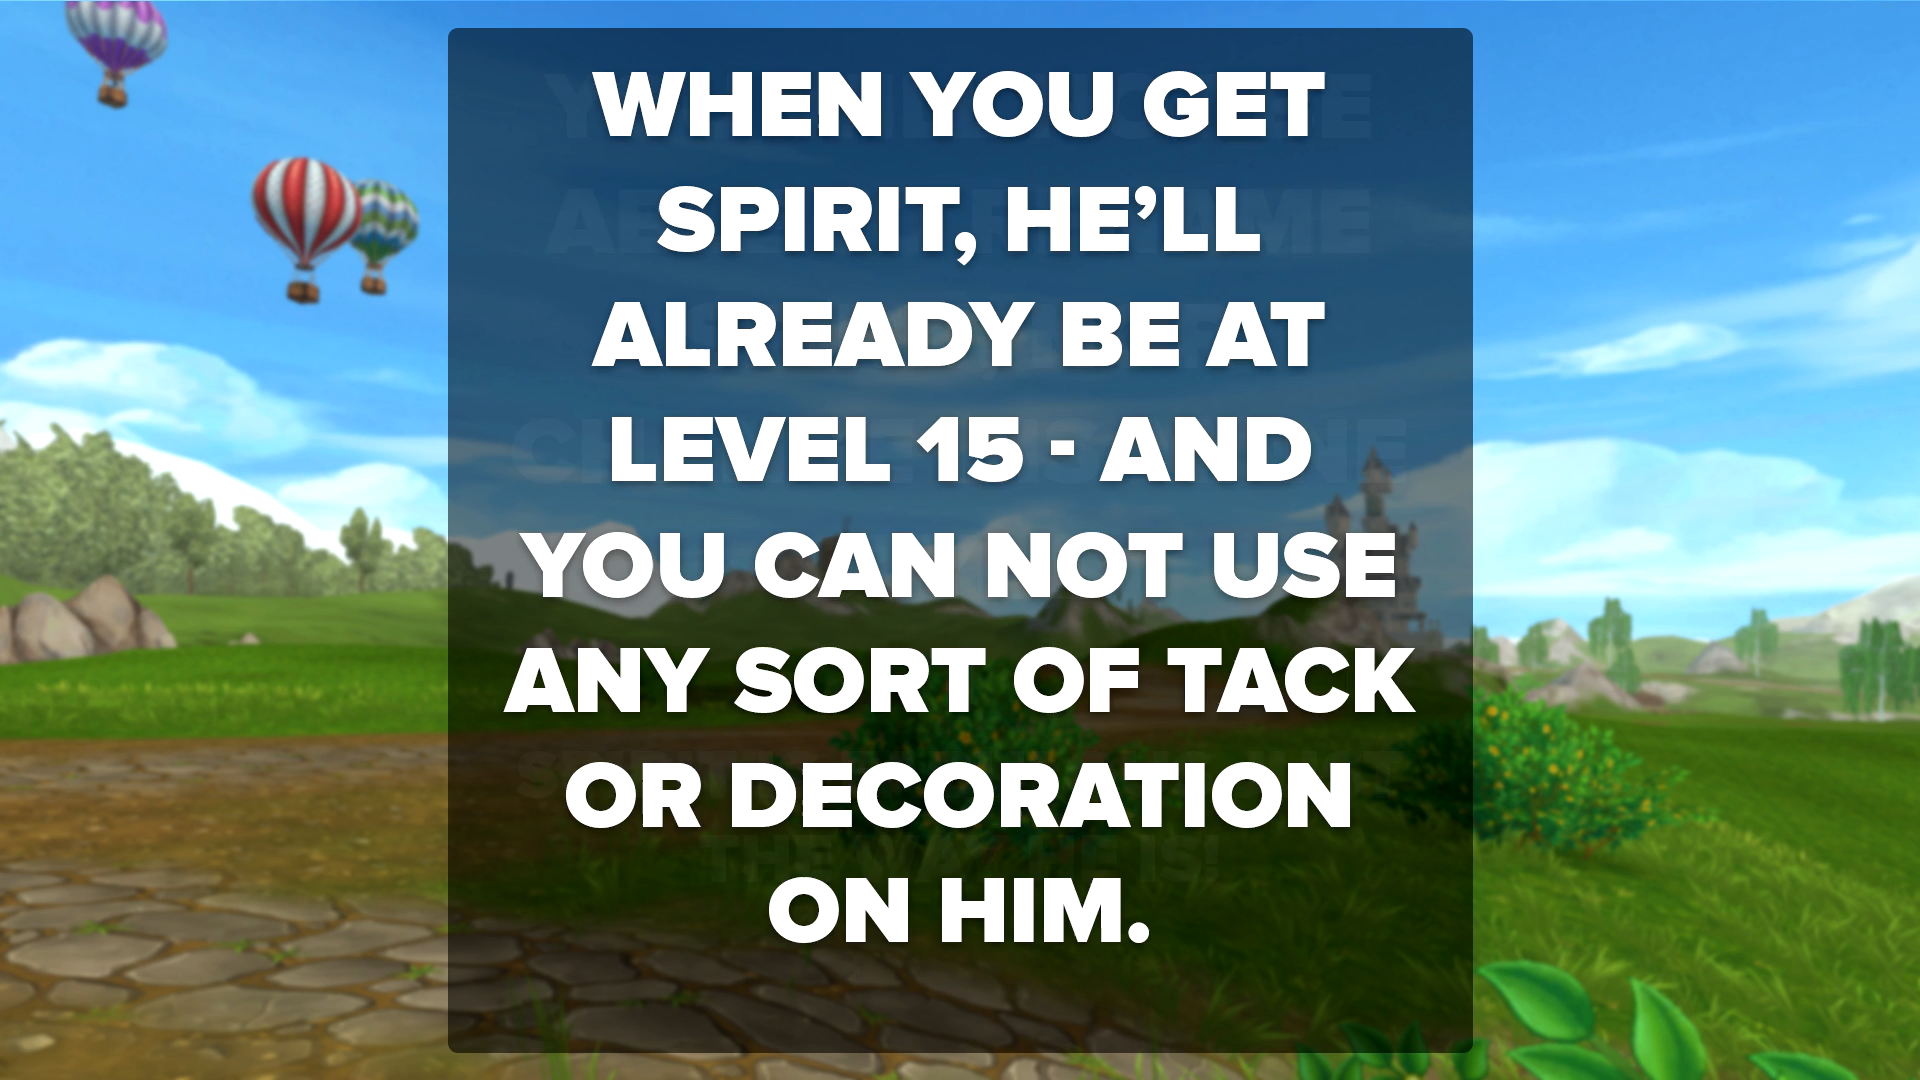 WHEN YOU GET
SPIRIT, HE’LL
ALREADY BE AT
LEVEL 15 - AND
YOU CAN NOT USE
ANY SORT OF TACK
OR DECORATION
ON HIM.